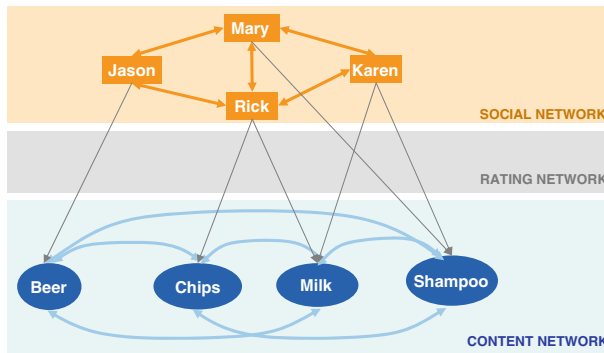 Mary
Jason
Karen
Rick
SOCIAL NETWORK
RATING NETWORK
Beer
Chips
Milk
Shampoo
CONTENT NETWORK